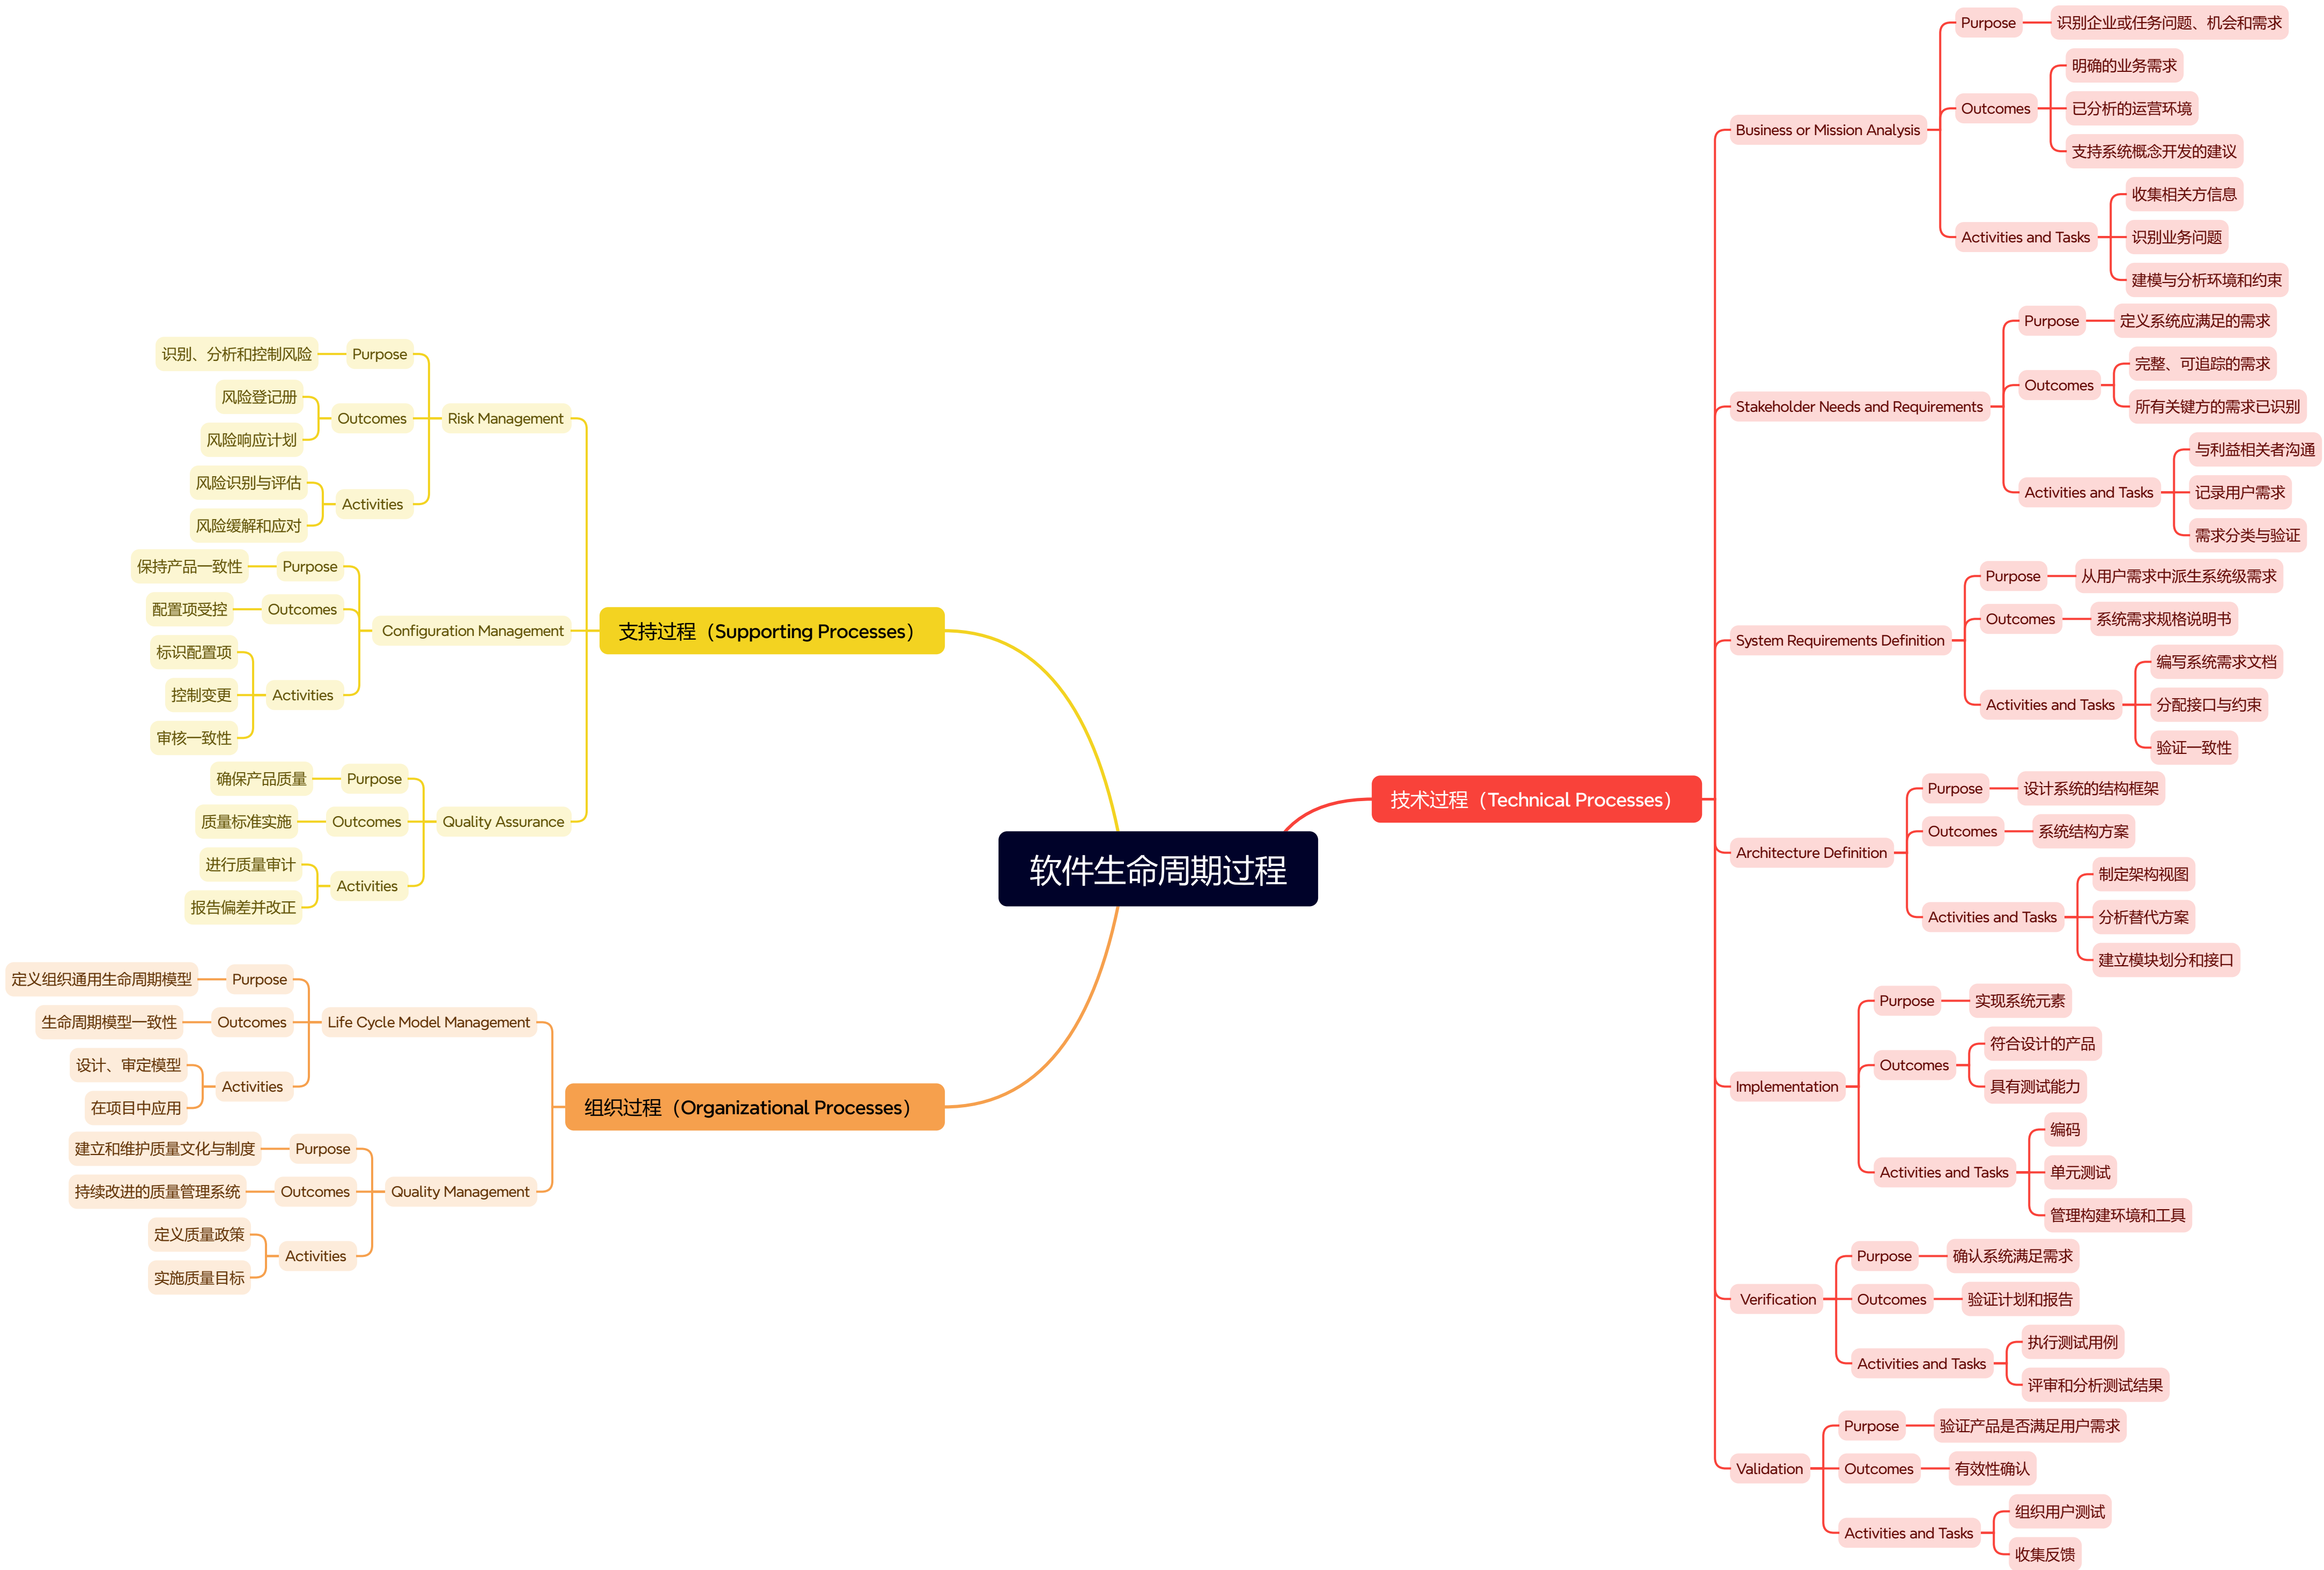 软件生命周期过程
技术过程（Technical Processes）
Business or Mission Analysis
Purpose
识别企业或任务问题、机会和需求
Outcomes
明确的业务需求
已分析的运营环境
支持系统概念开发的建议
Activities and Tasks
收集相关方信息
识别业务问题
建模与分析环境和约束
Stakeholder Needs and Requirements
Purpose
定义系统应满足的需求
Outcomes
完整、可追踪的需求
所有关键方的需求已识别
Activities and Tasks
与利益相关者沟通
记录用户需求
需求分类与验证
System Requirements Definition
Purpose
从用户需求中派生系统级需求
Outcomes
系统需求规格说明书
Activities and Tasks
编写系统需求文档
分配接口与约束
验证一致性
Architecture Definition
Purpose
设计系统的结构框架
Outcomes
系统结构方案
Activities and Tasks
制定架构视图
分析替代方案
建立模块划分和接口
Implementation
Purpose
实现系统元素
Outcomes
符合设计的产品
具有测试能力
Activities and Tasks
编码
单元测试
管理构建环境和工具
Verification
Purpose
确认系统满足需求
Outcomes
验证计划和报告
Activities and Tasks
执行测试用例
评审和分析测试结果
Validation
Purpose
验证产品是否满足用户需求
Outcomes
有效性确认
Activities and Tasks
组织用户测试
收集反馈
支持过程（Supporting Processes）
Risk Management
Purpose
识别、分析和控制风险
Outcomes
风险登记册
风险响应计划
Activities
风险识别与评估
风险缓解和应对
Configuration Management
Purpose
保持产品一致性
Outcomes
配置项受控
Activities
标识配置项
控制变更
审核一致性
Quality Assurance
Purpose
确保产品质量
Outcomes
质量标准实施
Activities
进行质量审计
报告偏差并改正
组织过程（Organizational Processes）
Life Cycle Model Management
Purpose
定义组织通用生命周期模型
Outcomes
生命周期模型一致性
Activities
设计、审定模型
在项目中应用
Quality Management
Purpose
建立和维护质量文化与制度
Outcomes
持续改进的质量管理系统
Activities
定义质量政策
实施质量目标